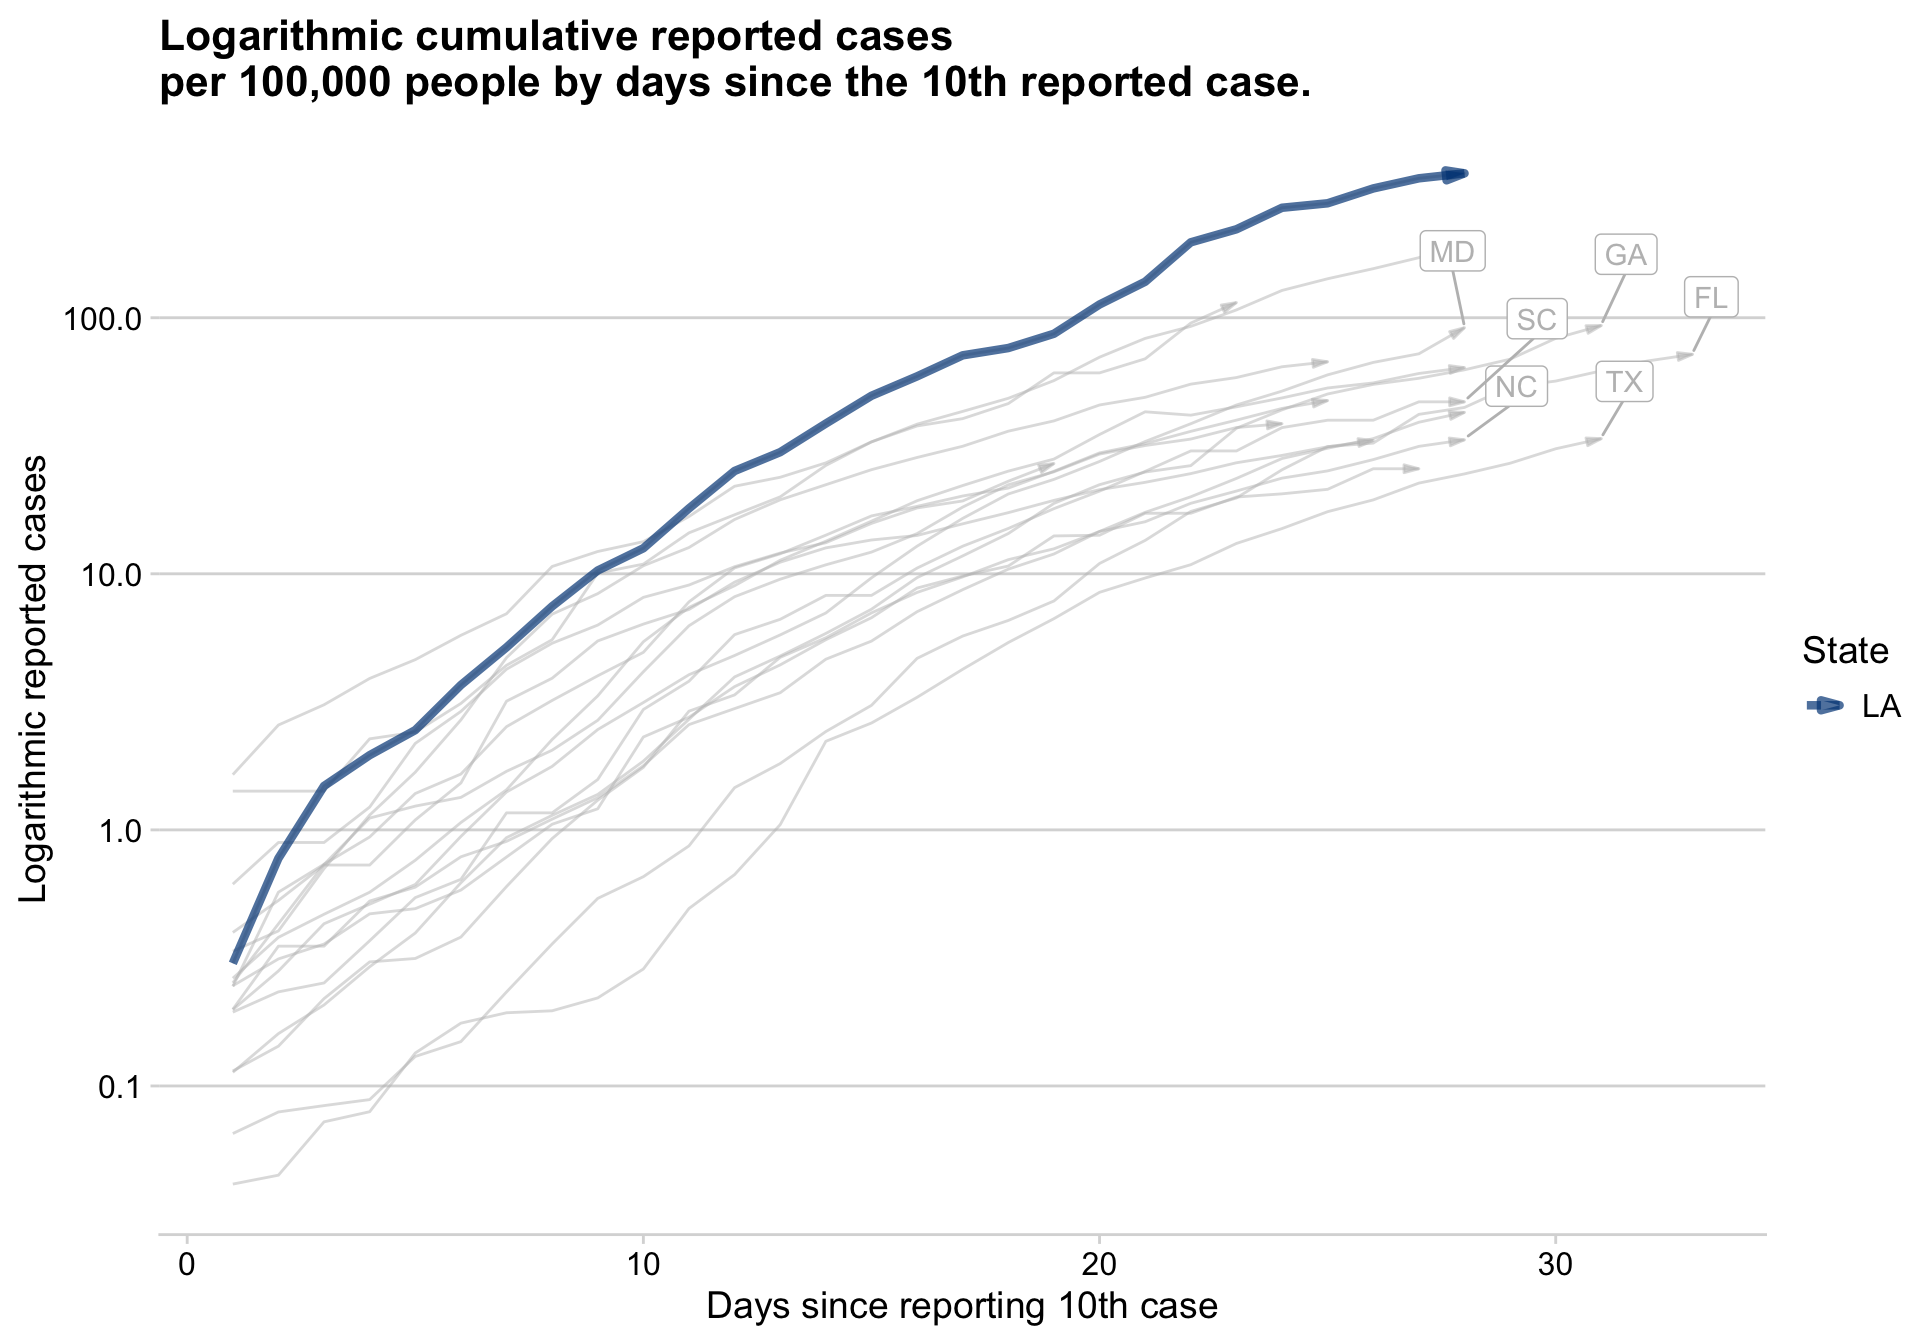 Logarithmic cumulative reported cases
per 100,000 people by days since the 10th reported case.
Logarithmic reported cases
100.0
10.0
1.0
0.1
MD
GA
FL
SC
TX
NC
State
LA
0
10
20
30
Days since reporting 10th case